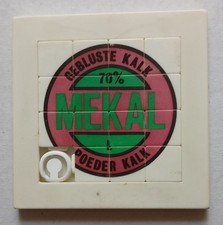 GEBLUSTE KALK
70%
MEKAL
I.
POEDER KALK